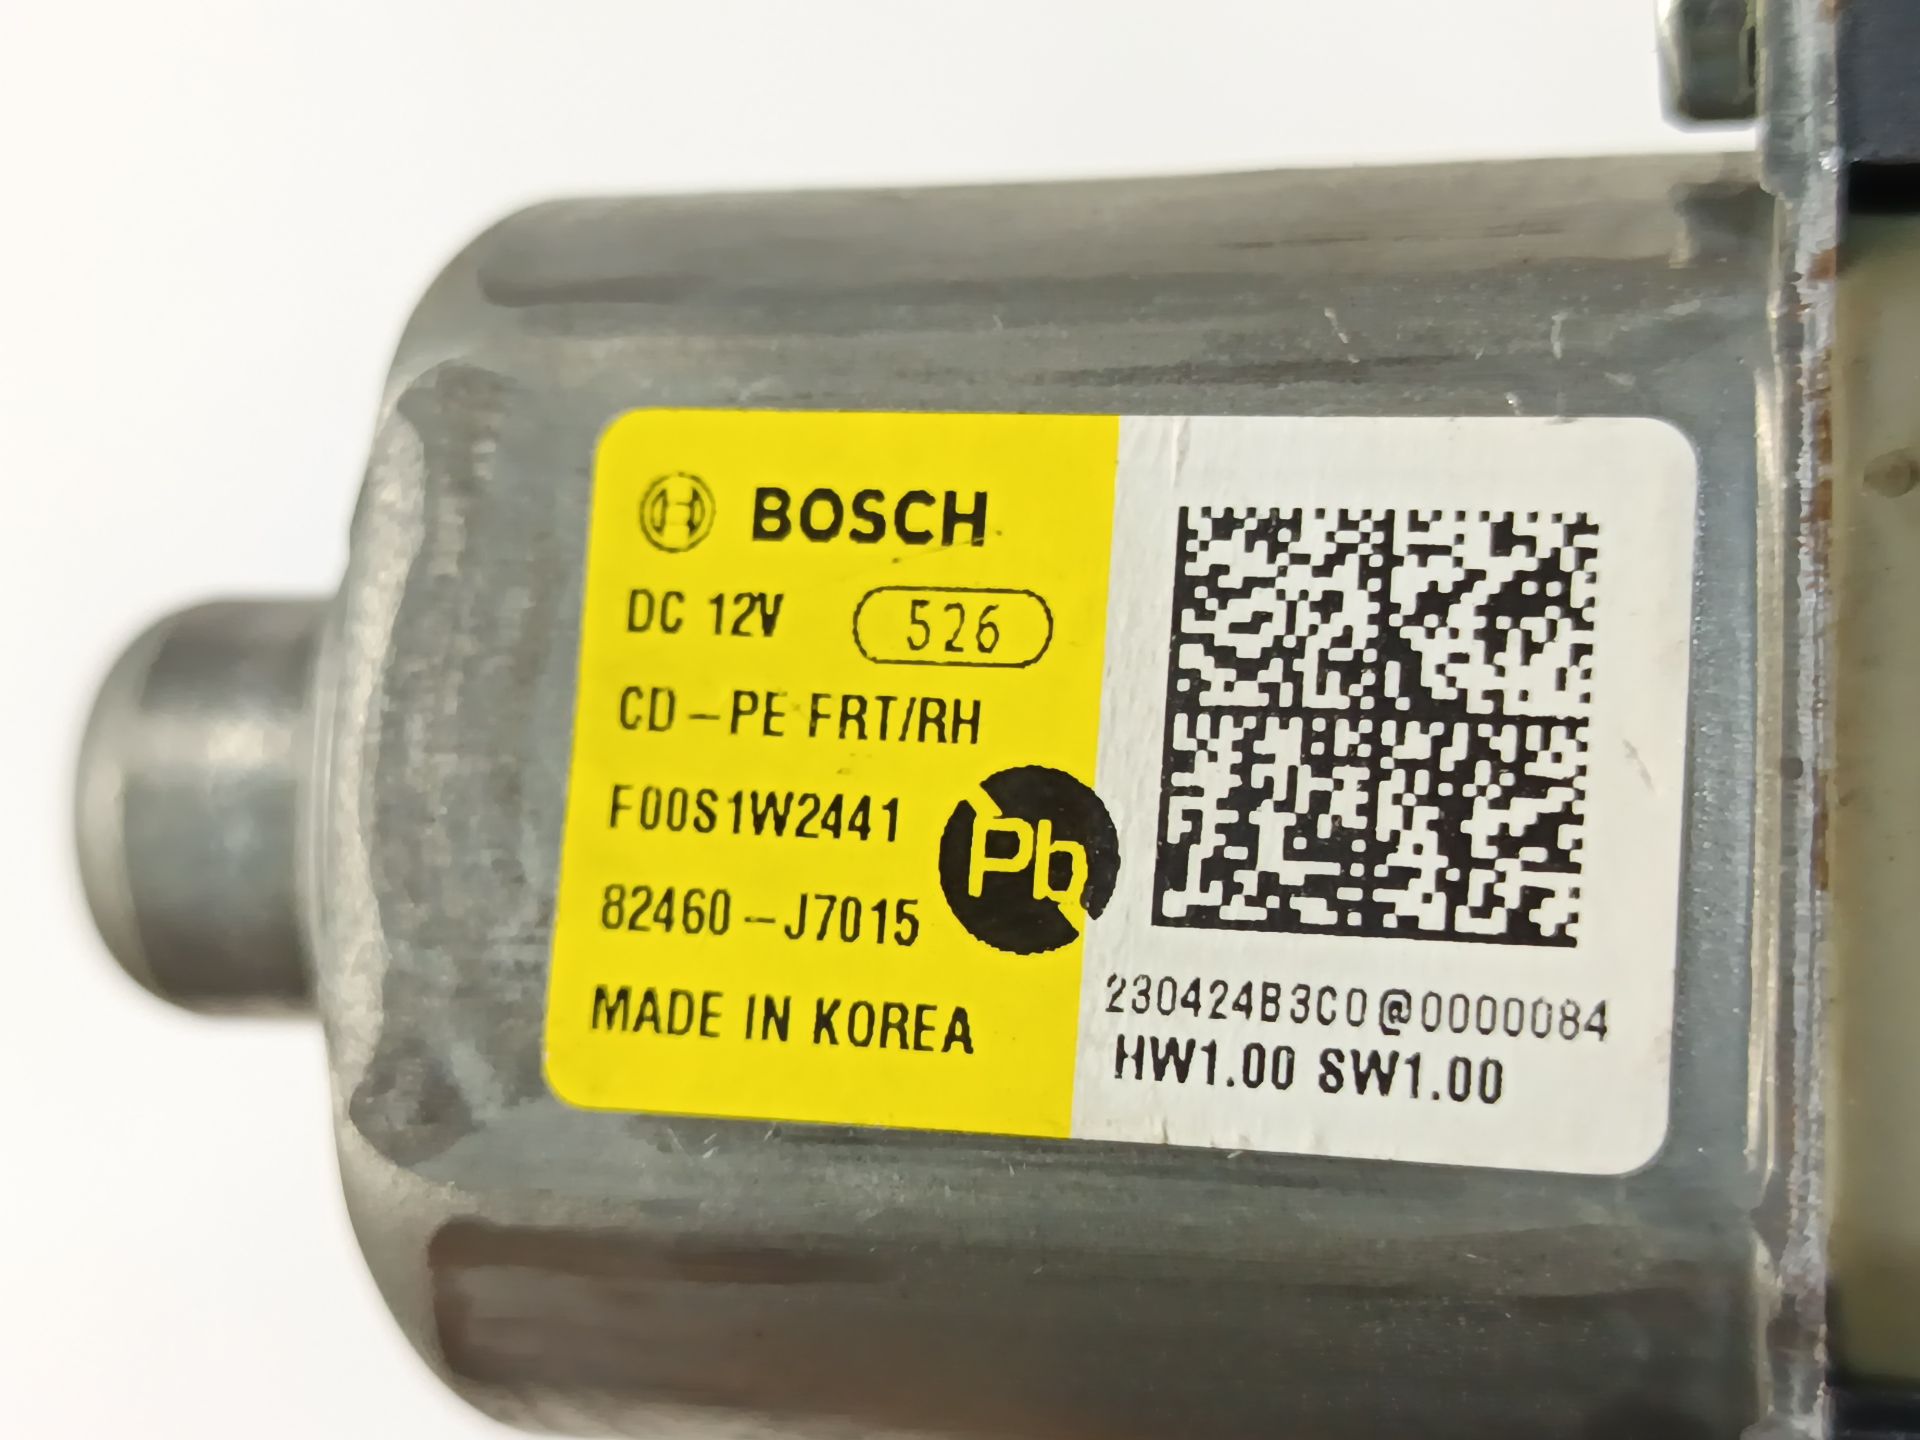 BOSCH
DC 12V 526
CD-PE FRT/RH
F00S1W2441
Pb
82460-J7015
MADE IN KOREA
230424B3C0@0000084
HW1.00 SW1.00